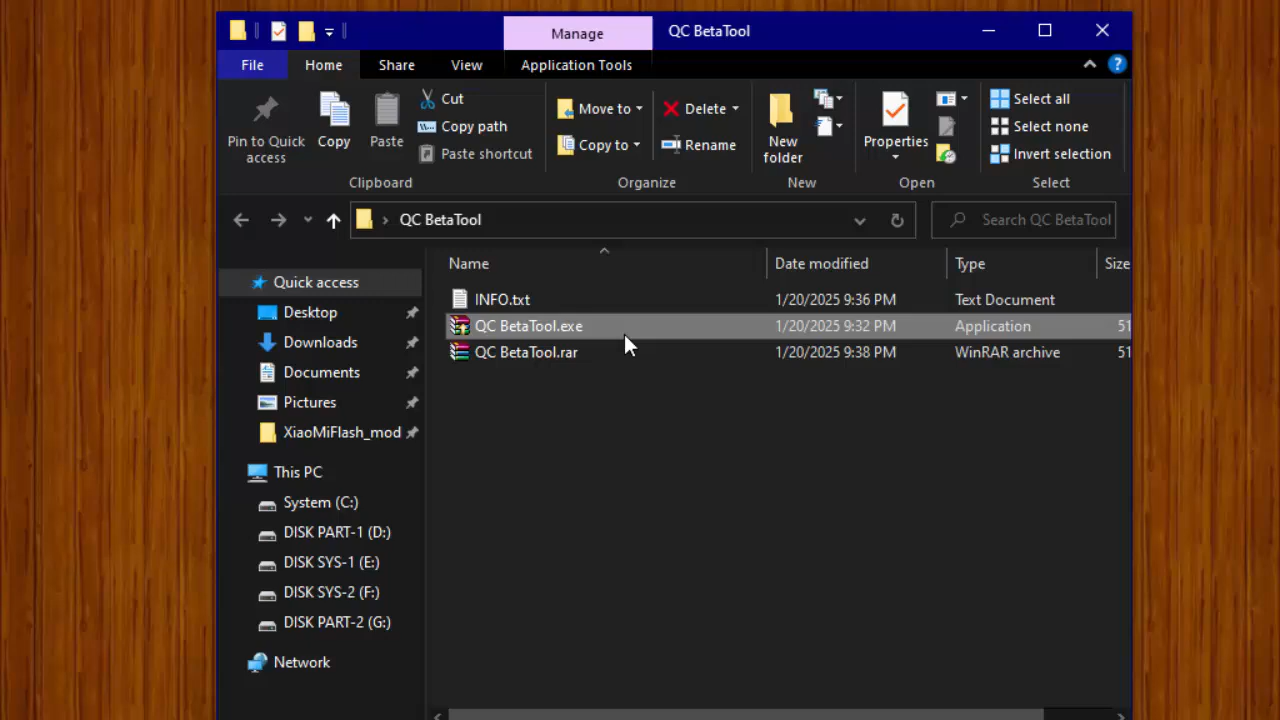 Manage
QC BetaTool
File
Home
Share
View
Application Tools
Pin to Quick access
Copy
Paste
Cut
Copy path
Paste shortcut
Clipboard
Move to
Copy to
Delete
Rename
Organize
New folder
New
Properties
Open
Select all
Select none
Invert selection
Select
QC BetaTool
Search QC BetaTool
Name
Date modified
Type
Size
INFO.txt
1/20/2025 9:36 PM
Text Document
QC BetaTool.exe
1/20/2025 9:32 PM
Application
51
QC BetaTool.rar
1/20/2025 9:38 PM
WinRAR archive
51
Quick access
Desktop
Downloads
Documents
Pictures
XiaoMiFlash_mod
This PC
System (C:)
DISK PART-1 (D:)
DISK SYS-1 (E:)
DISK SYS-2 (F:)
DISK PART-2 (G:)
Network